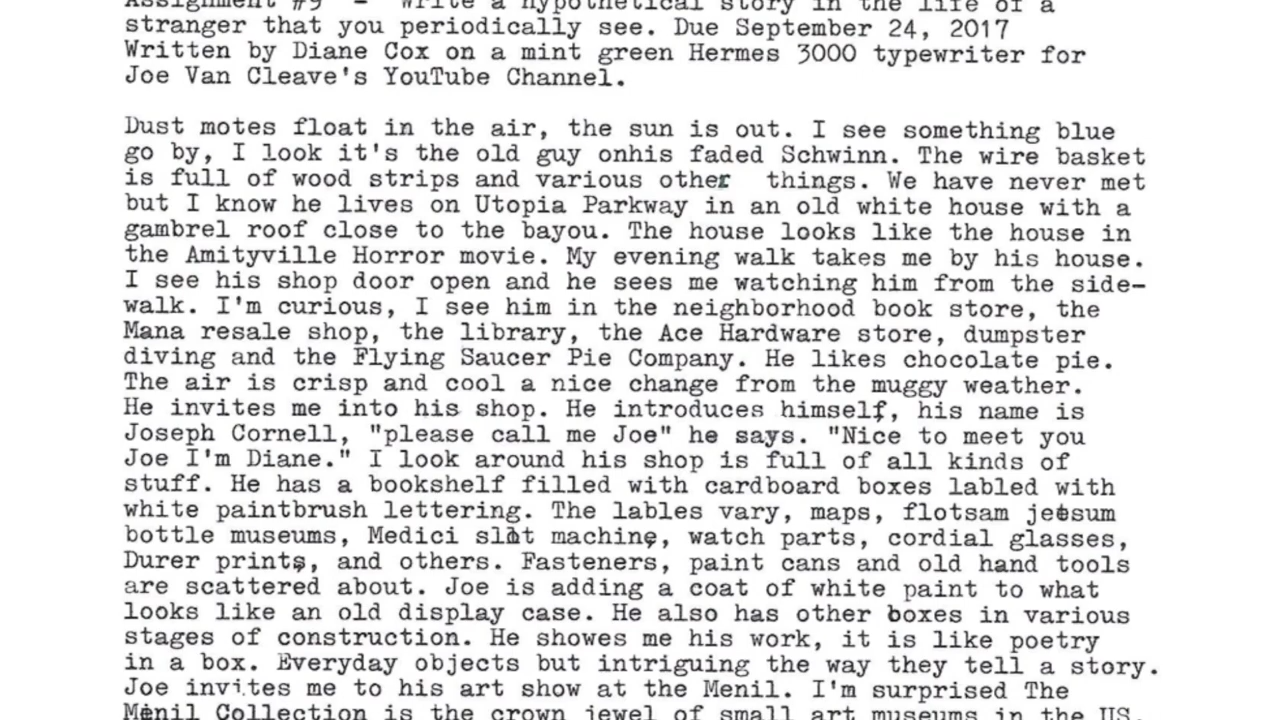 Assignment #9 - Write a hypothetical story in the life of a
stranger that you periodically see. Due September 24, 2017
Written by Diane Cox on a mint green Hermes 3000 typewriter for
Joe Van Cleave's YouTube Channel.
Dust motes float in the air, the sun is out. I see something blue
go by, I look it's the old guy onhis faded Schwinn. The wire basket
is full of wood strips and various other things. We have never met
but I know he lives on Utopia Parkway in an old white house with a
gambrel roof close to the bayou. The house looks like the house in
the Amityville Horror movie. My evening walk takes me by his house.
I see his shop door open and he sees me watching him from the side-
walk. I'm curious, I see him in the neighborhood book store, the
Mana resale shop, the library, the Ace Hardware store, dumpster
diving and the Flying Saucer Pie Company. He likes chocolate pie.
The air is crisp and cool a nice change from the muggy weather.
He invites me into his shop. He introduces himself, his name is
Joseph Cornell, "please call me Joe" he says. "Nice to meet you
Joe I'm Diane." I look around his shop is full of all kinds of
stuff. He has a bookshelf filled with cardboard boxes labled with
white paintbrush lettering. The lables vary, maps, flotsam jetsum
bottle museums, Medici slot machine, watch parts, cordial glasses,
Durer prints, and others. Fasteners, paint cans and old hand tools
are scattered about. Joe is adding a coat of white paint to what
looks like an old display case. He also has other boxes in various
stages of construction. He showes me his work, it is like poetry
in a box. Everyday objects but intriguing the way they tell a story.
Joe invites me to his art show at the Menil. I'm surprised The
Menil Collection is the crown jewel of small art museums in the US.